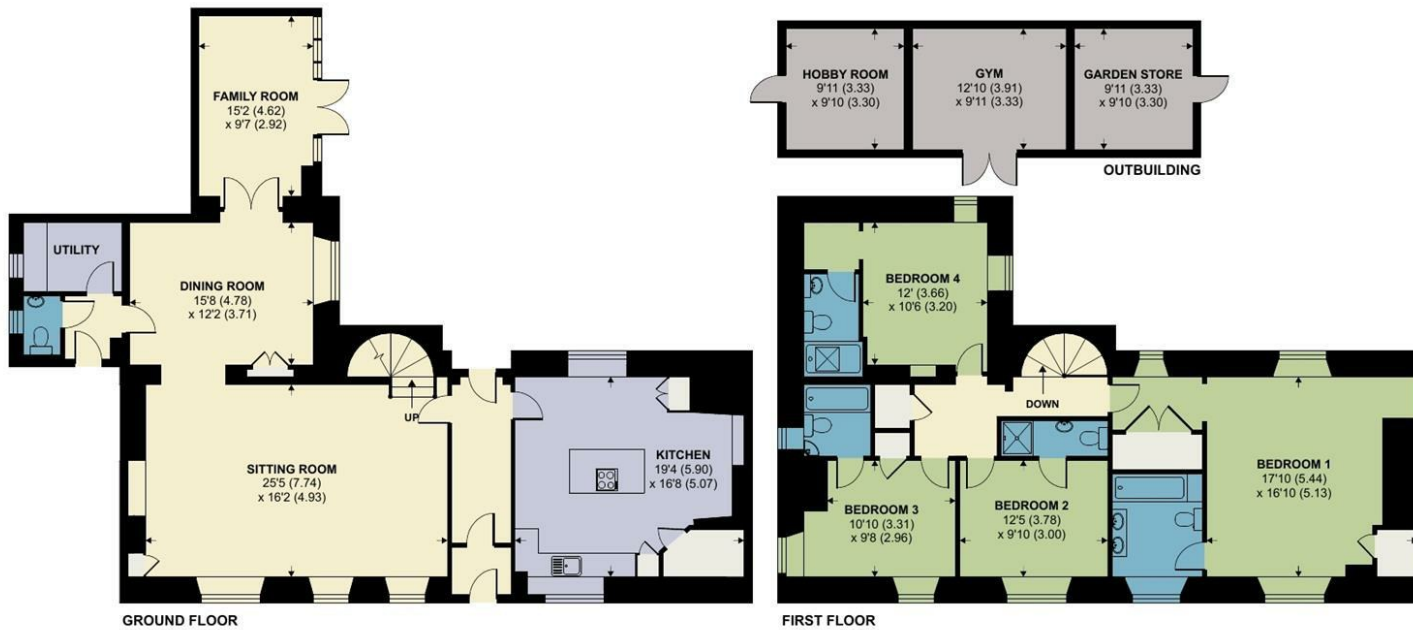 FAMILY ROOM
15'2 (4.62)
x 9'7 (2.92)
UTILITY
DINING ROOM
15'8 (4.78)
x 12'2 (3.71)
UP
SITTING ROOM
25'5 (7.74)
x 16'2 (4.93)
KITCHEN
19'4 (5.90)
x 16'8 (5.07)
GROUND FLOOR
HOBBY ROOM
9'11 (3.33)
x 9'10 (3.30)
GYM
12'10 (3.91)
x 9'11 (3.33)
GARDEN STORE
9'11 (3.33)
x 9'10 (3.30)
OUTBUILDING
BEDROOM 4
12' (3.66)
x 10'6 (3.20)
DOWN
BEDROOM 3
10'10 (3.31)
x 9'8 (2.96)
BEDROOM 2
12'5 (3.78)
x 9'10 (3.00)
BEDROOM 1
17'10 (5.44)
x 16'10 (5.13)
FIRST FLOOR